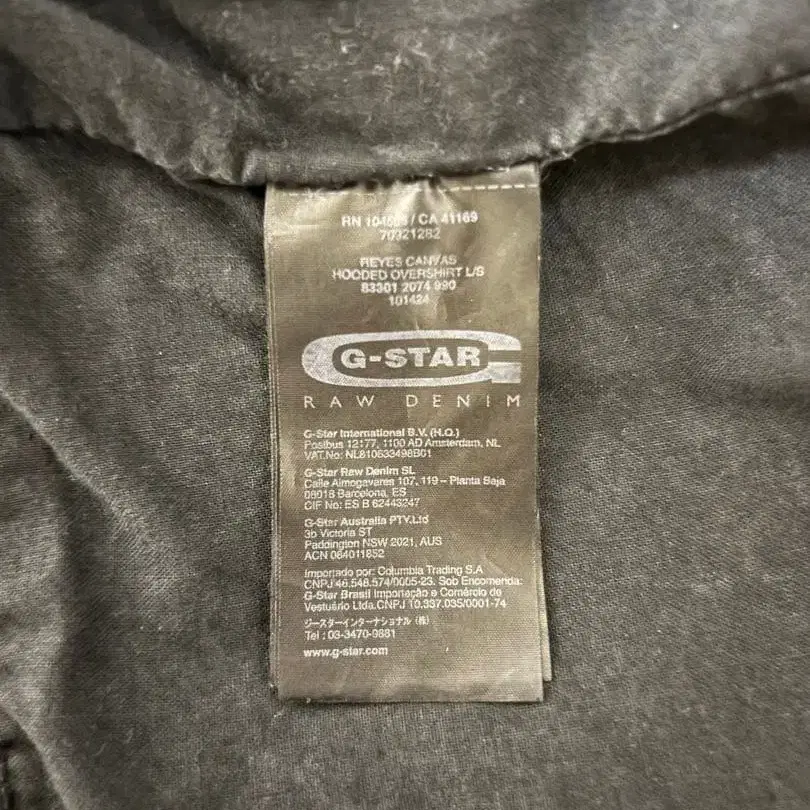 / CA 41169
70321282
REYES CANVAS
HOODED OVERSHIRT L/S
83301 2074 990
101424
G-STAR
RAW DENIM
G-Star International B.V. (H.Q.)
Postbus 12177, 1100 AD Amsterdam, NL
VAT.No: NL810633498B01
G-Star Raw Denim SL
Calle Almogavares 107, 119 – Planta Baja
08018 Barcelona, ES
CIF No: ES B 62443247
G-Star Australia PTY.Ltd
3b Victoria ST
Paddington NSW 2021, AUS
ACN 084011852
Importado por: Columbia Trading S.A
CNPJ 46.548.574/0005-23. Sob Encomenda:
G-Star Brasil Importação e Comércio de
Vestuário Ltda.CNPJ 10.337.035/0001-74
ジースターインターナショナル (株)
Tel : 03-3470-9881
www.g-star.com